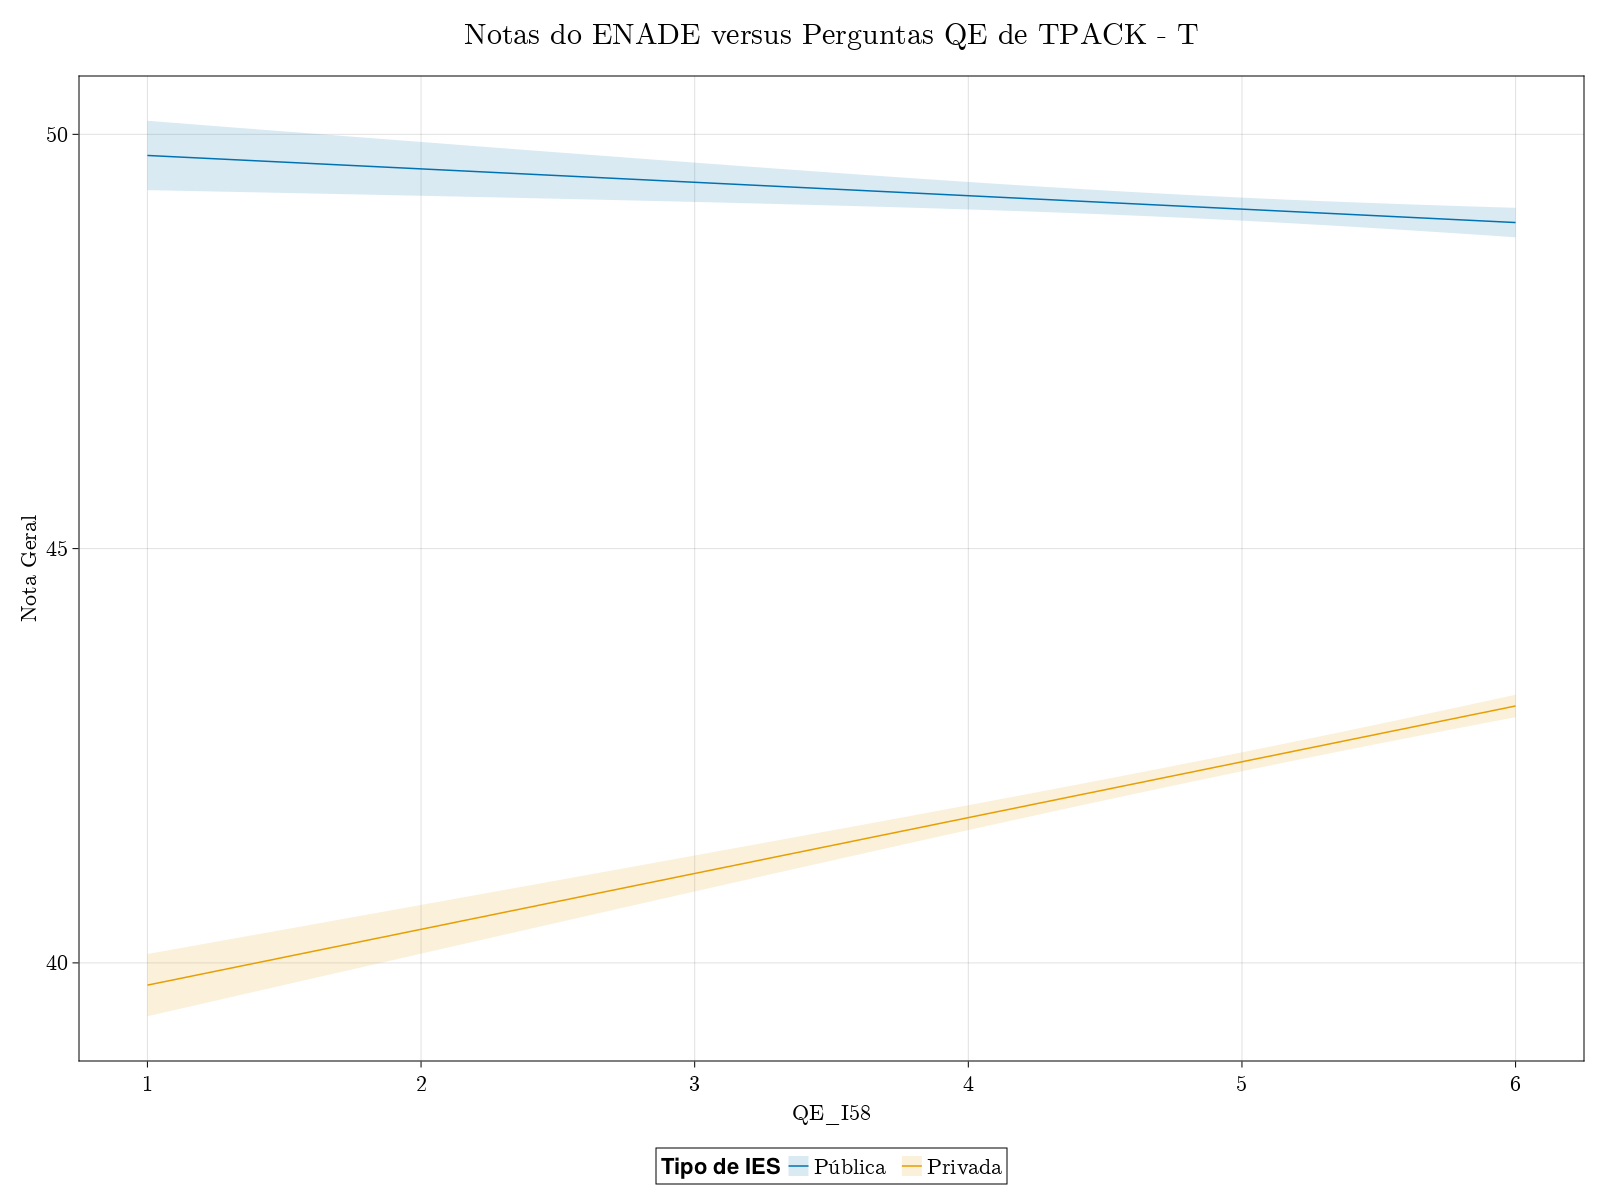 Notas do ENADE versus Perguntas QE de TPACK - T
50
45
40
Nota Geral
1 2 3 4 5 6
QE_I58
Tipo de IES Pública Privada